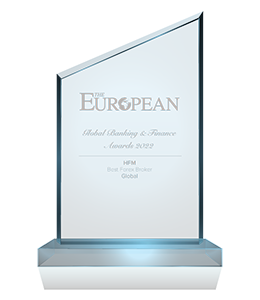 THE
EUROPEAN
Global Banking & Finance
Awards 2022
HFM
Best Forex Broker
Global